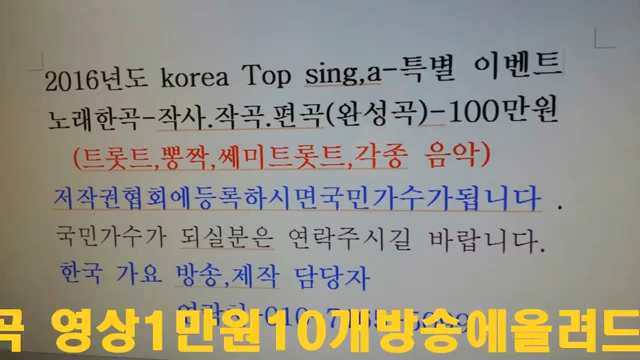 2016년도 korea Top sing,a-특별 이벤트
노래한곡-작사.작곡.편곡(완성곡)-100만원
(트롯트,뽕짝,쎄미트롯트,각종 음악)
저작권협회에등록하시면국민가수가됩니다 .
국민가수가 되실분은 연락주시길 바랍니다.
한국 가요 방송,제작 담당자
곡 영상1만원10개방송에올려드